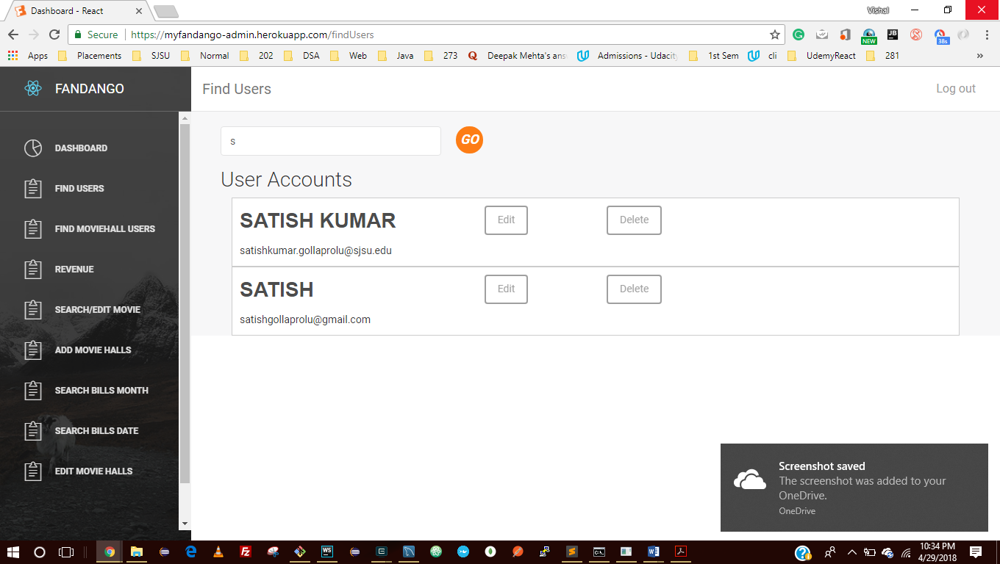 Dashboard - React
Vishal
Secure https://myfandango-admin.herokuapp.com/findUsers
NEW
JB
38s
Apps Placements SJSU Normal 202 DSA Web Java 273 Deepak Mehta's ans Admissions - Udacity 1st Sem cli UdemyReact 281 »
FANDANGO
Find Users
Log out
s
GO
DASHBOARD
FIND USERS
FIND MOVIEHALL USERS
REVENUE
SEARCH/EDIT MOVIE
ADD MOVIE HALLS
SEARCH BILLS MONTH
SEARCH BILLS DATE
EDIT MOVIE HALLS
User Accounts
SATISH KUMAR
Edit
Delete
satishkumar.gollaprolu@sjsu.edu
SATISH
Edit
Delete
satishgollaprolu@gmail.com
Screenshot saved
The screenshot was added to your
OneDrive.
OneDrive
10:34 PM
4/29/2018